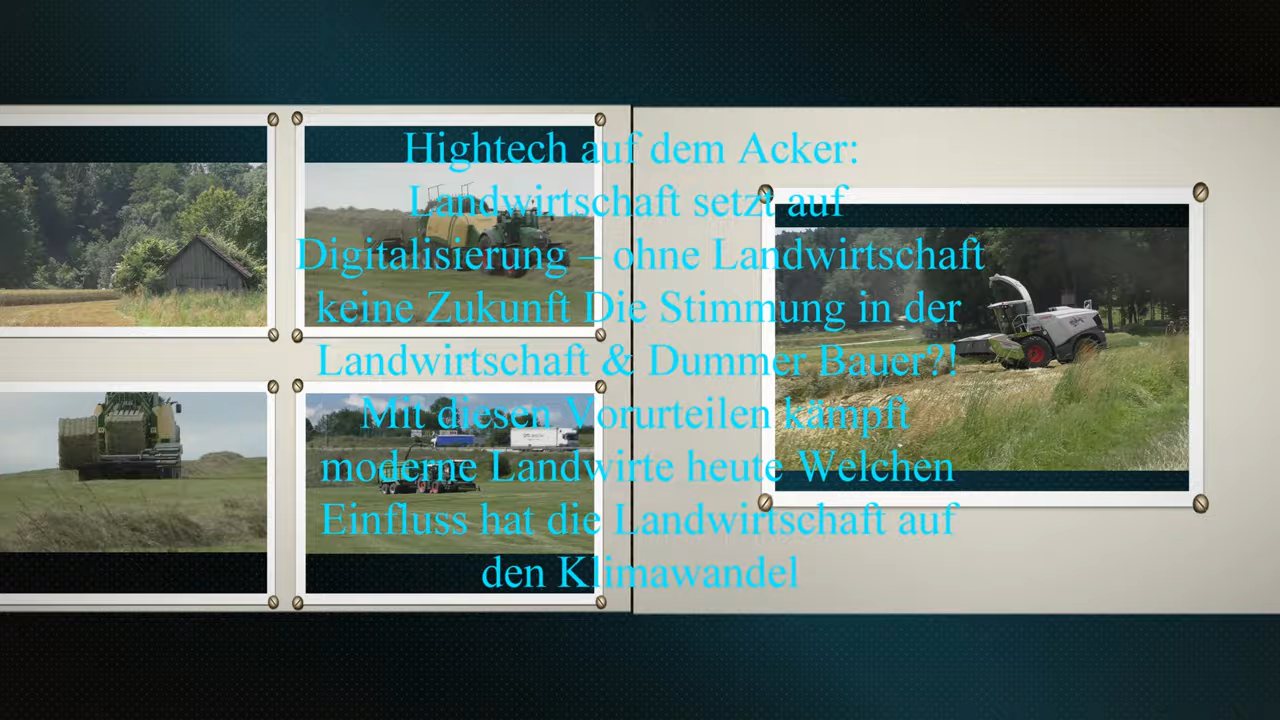 Hightech auf dem Acker:
Landwirtschaft setzt auf
Digitalisierung – ohne Landwirtschaft
keine Zukunft Die Stimmung in der
Landwirtschaft & Dummer Bauer?!
Mit diesen Vorurteilen kämpft
moderne Landwirte heute Welchen
Einfluss hat die Landwirtschaft auf
den Klimawandel